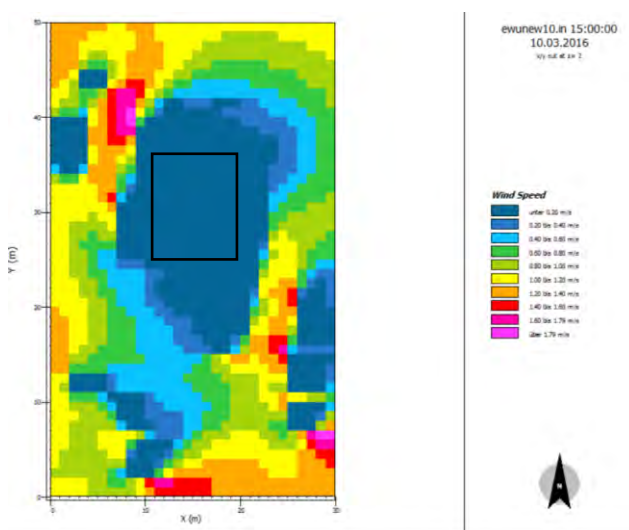 ewunew10.in 15:00:00
10.03.2016
x/y cut at z= 2
Wind Speed
unter 0.20 m/s
0.20 bis 0.40 m/s
0.40 bis 0.60 m/s
0.60 bis 0.80 m/s
0.80 bis 1.00 m/s
1.00 bis 1.20 m/s
1.20 bis 1.40 m/s
1.40 bis 1.60 m/s
1.60 bis 1.79 m/s
über 1.79 m/s
N
50
40
30
20
10
0
Y (m)
0 10 20 30
X (m)